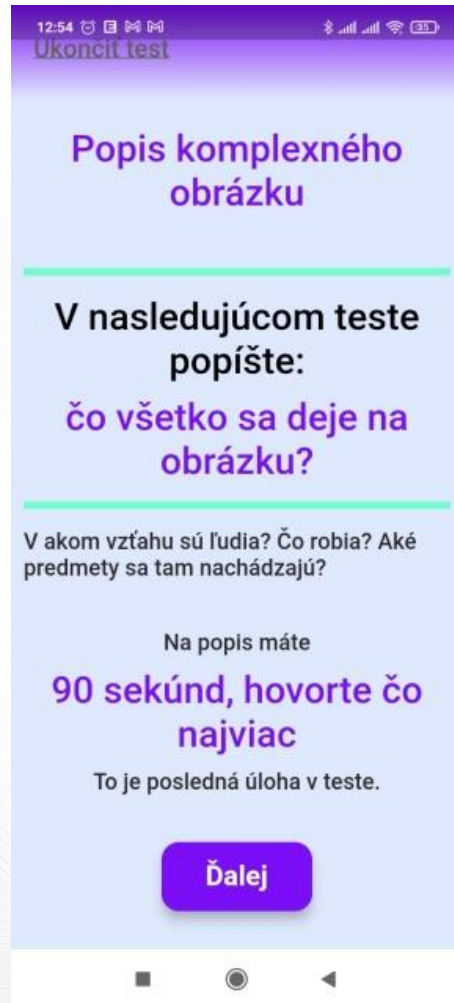 12:54
35
Ukončiť test
Popis komplexného
obrázku
V nasledujúcom teste
popíšte:
čo všetko sa deje na
obrázku?
V akom vzťahu sú ľudia? Čo robia? Aké
predmety sa tam nachádzajú?
Na popis máte
90 sekúnd, hovorte čo
najviac
To je posledná úloha v teste.
Ďalej